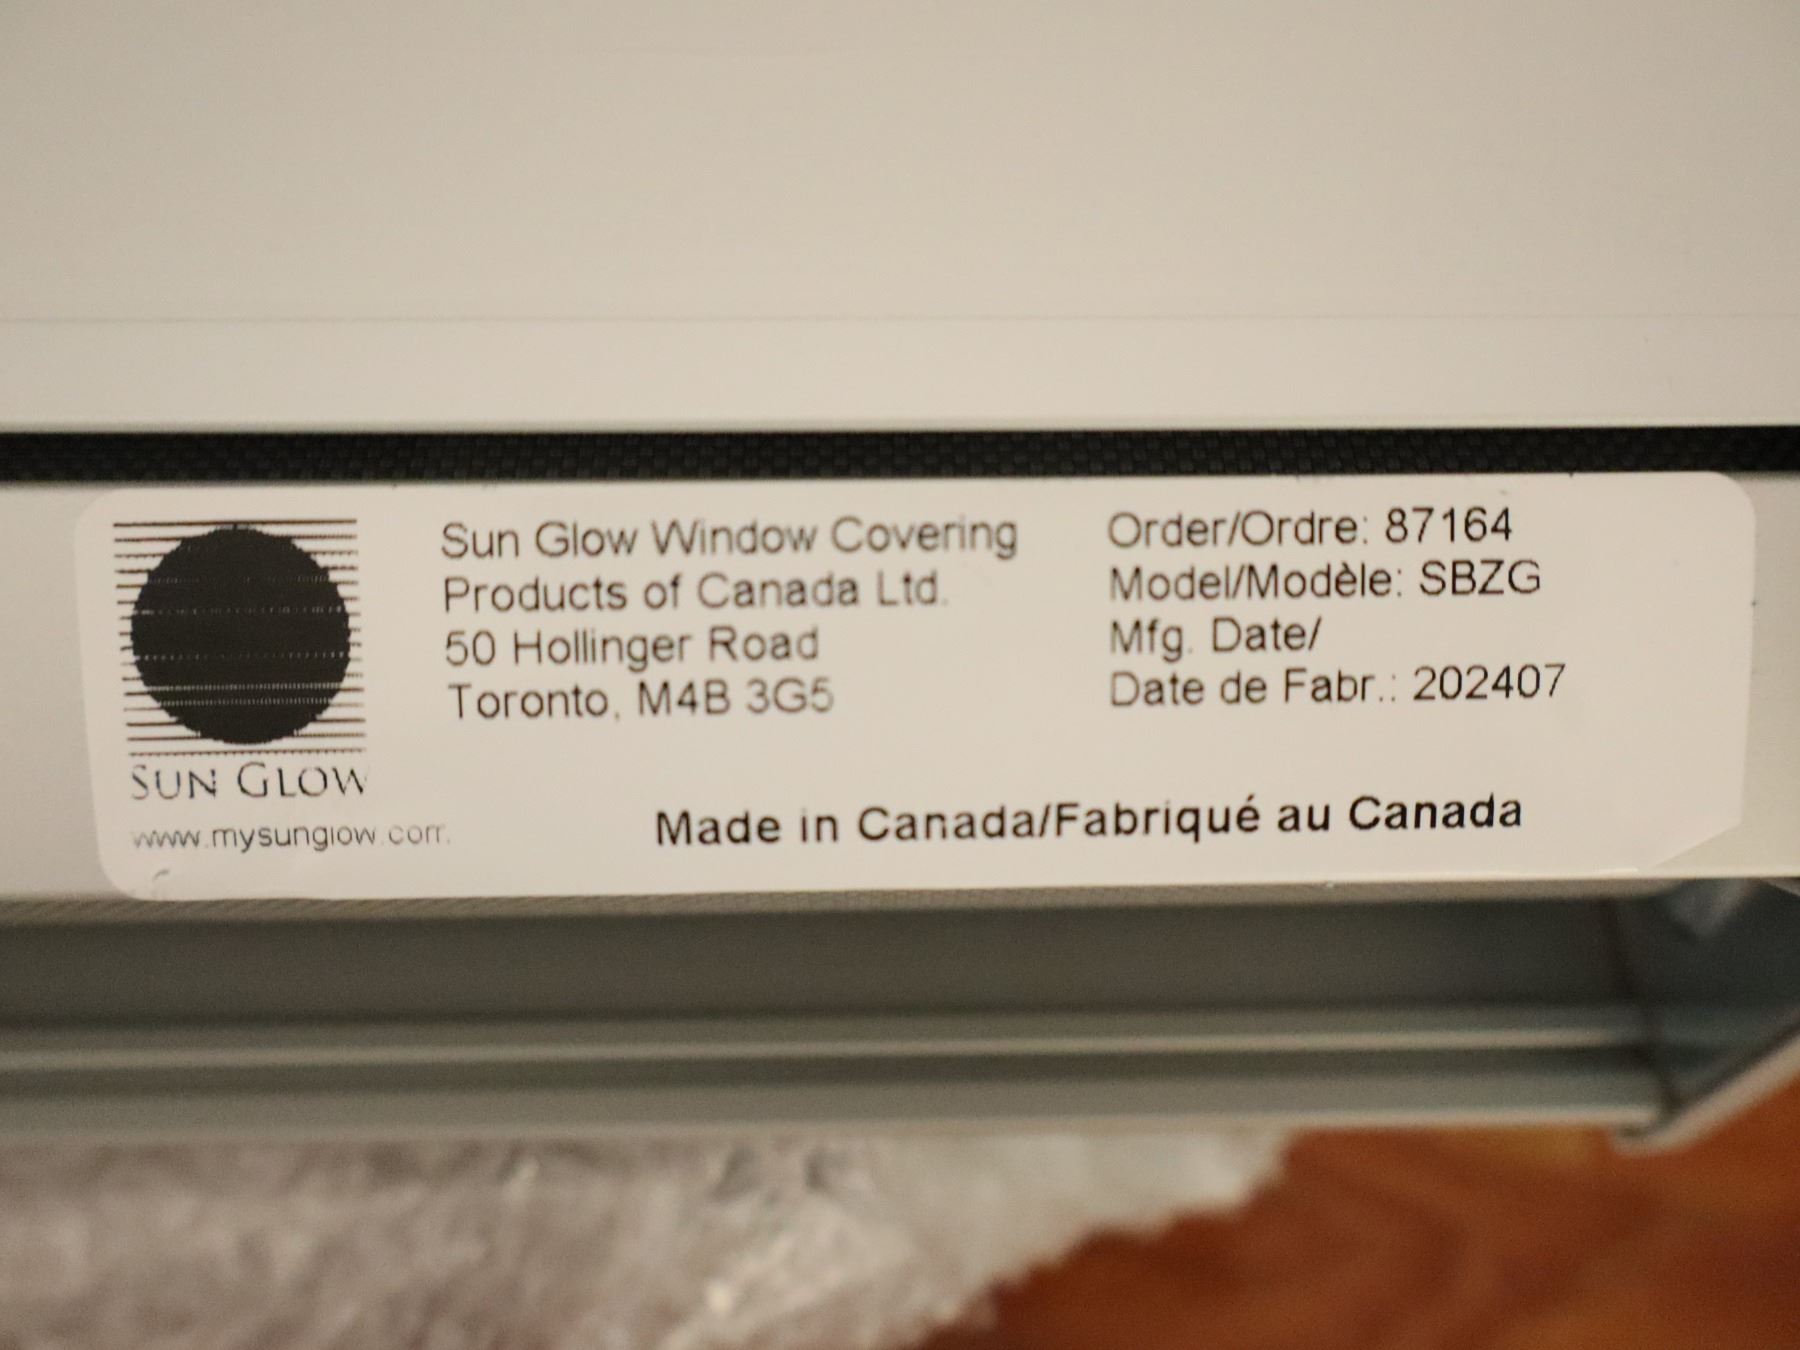 Sun Glow Window Covering
Products of Canada Ltd.
50 Hollinger Road
Toronto, M4B 3G5
Order/Ordre: 87164
Model/Modèle: SBZG
Mfg. Date/
Date de Fabr.: 202407
SUN GLOW
www.mysunglow.com
Made in Canada/Fabriqué au Canada